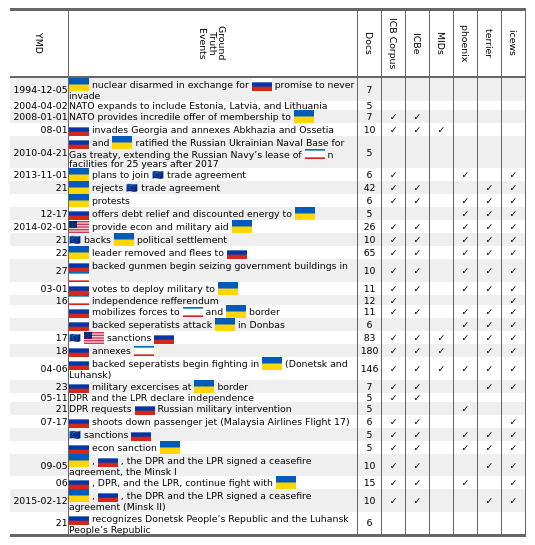 YMD Ground Truth Events Docs ICB Corpus ICBe MIDs phoenix terrier icews
1994-12-05 nuclear disarmed in exchange for promise to never 7
invade
2004-04-02 NATO expands to include Estonia, Latvia, and Lithuania 5
2008-01-01 NATO provides incredile offer of membership to 7 ✓ ✓
08-01 invades Georgia and annexes Abkhazia and Ossetia 10 ✓ ✓ ✓
and ratified the Russian Ukrainian Naval Base for
2010-04-21 Gas treaty, extending the Russian Navy's lease of n 5
facilities for 25 years after 2017
2013-11-01 plans to join trade agreement 6 ✓ ✓ ✓
21 rejects trade agreement 42 ✓ ✓ ✓ ✓
protests 6 ✓ ✓ ✓ ✓ ✓
12-17 offers debt relief and discounted energy to 5 ✓ ✓ ✓
2014-02-01 provide econ and military aid 26 ✓ ✓ ✓ ✓ ✓
21 backs political settlement 10 ✓ ✓ ✓ ✓ ✓
22 leader removed and flees to 65 ✓ ✓ ✓ ✓ ✓
27 backed gunmen begin seizing government buildings in 10 ✓ ✓ ✓ ✓ ✓
03-01 votes to deploy military to 11 ✓ ✓ ✓ ✓ ✓
16 independence refferendum 12 ✓ ✓
mobilizes forces to and border 11 ✓ ✓ ✓ ✓ ✓
backed seperatists attack in Donbas 6 ✓ ✓ ✓
17 sanctions 83 ✓ ✓ ✓ ✓ ✓ ✓
18 annexes 180 ✓ ✓ ✓ ✓ ✓
04-06 backed seperatists begin fighting in (Donetsk and 146 ✓ ✓ ✓ ✓ ✓ ✓
Luhansk)
23 military excercises at border 7 ✓ ✓ ✓ ✓
05-11 DPR and the LPR declare independence 5 ✓ ✓
21 DPR requests Russian military intervention 5 ✓
07-17 shoots down passenger jet (Malaysia Airlines Flight 17) 6 ✓ ✓ ✓
sanctions 5 ✓ ✓ ✓ ✓ ✓
econ sanction 5 ✓ ✓ ✓ ✓ ✓
09-05 , , the DPR and the LPR signed a ceasefire 10 ✓ ✓ ✓ ✓
agreement, the Minsk I
06 , DPR, and the LPR, continue fight with 15 ✓ ✓ ✓ ✓
2015-02-12 , , the DPR and the LPR signed a ceasefire 10 ✓ ✓ ✓ ✓
agreement (Minsk II)
21 recognizes Donetsk People's Republic and the Luhansk 6
People's Republic